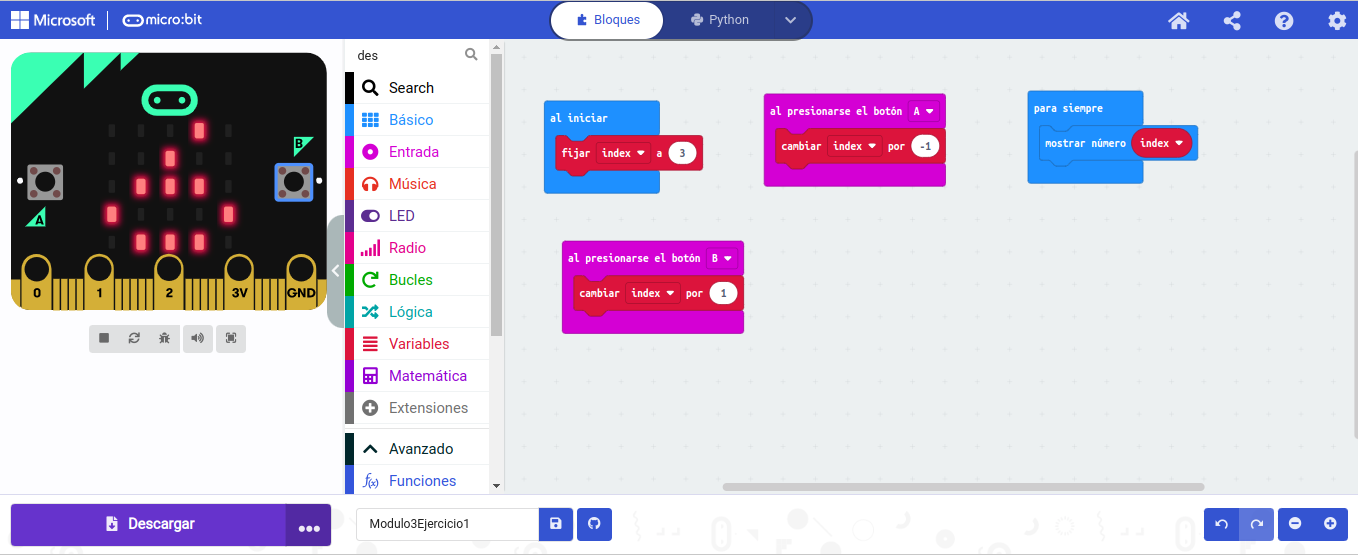 Microsoft micro:bit
Bloques
Python
des
Search
Básico
Entrada
Música
LED
Radio
Bucles
Lógica
Variables
Matemática
Extensiones
Avanzado
Funciones
B
A
0 1 2 3V GND
al iniciar
fijar index a 3
al presionarse el botón A
cambiar index por -1
para siempre
mostrar número index
al presionarse el botón B
cambiar index por 1
Descargar
Modulo3Ejercicio1